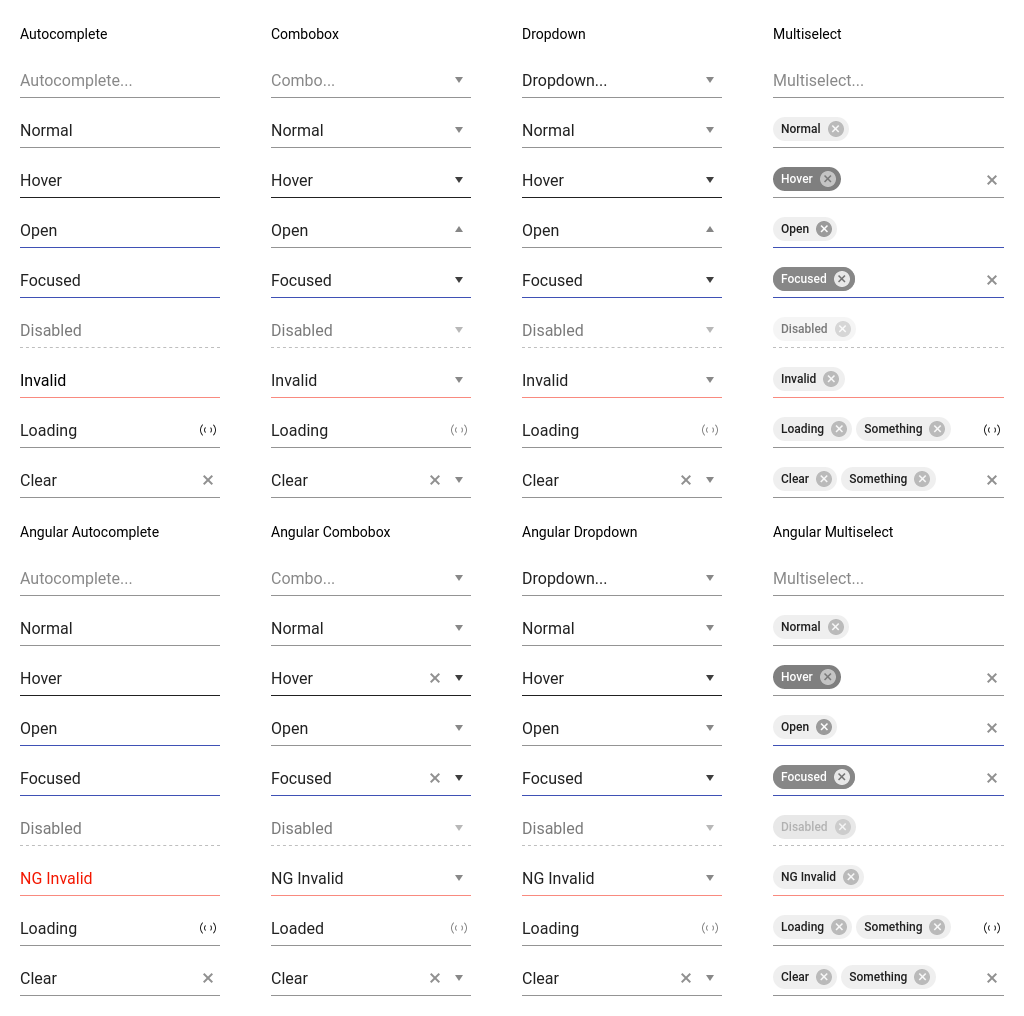 Autocomplete Combobox Dropdown Multiselect
Autocomplete... Combo... Dropdown... Multiselect...
Normal Normal Normal Normal
Hover Hover Hover Hover
Open Open Open Open
Focused Focused Focused Focused
Disabled Disabled Disabled Disabled
Invalid Invalid Invalid Invalid
Loading Loading Loading Loading Something
Clear Clear Clear Clear Something
Angular Autocomplete Angular Combobox Angular Dropdown Angular Multiselect
Autocomplete... Combo... Dropdown... Multiselect...
Normal Normal Normal Normal
Hover Hover Hover Hover
Open Open Open Open
Focused Focused Focused Focused
Disabled Disabled Disabled Disabled
NG Invalid NG Invalid NG Invalid NG Invalid
Loading Loaded Loading Loading Something
Clear Clear Clear Clear Something